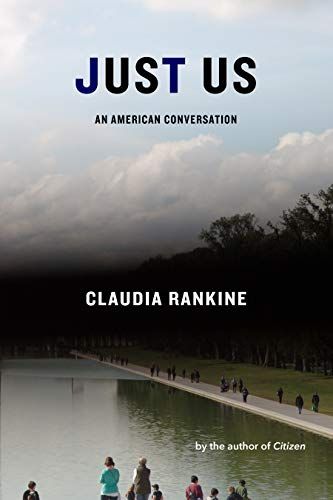 JUST US
AN AMERICAN CONVERSATION
CLAUDIA RANKINE
by the author of Citizen